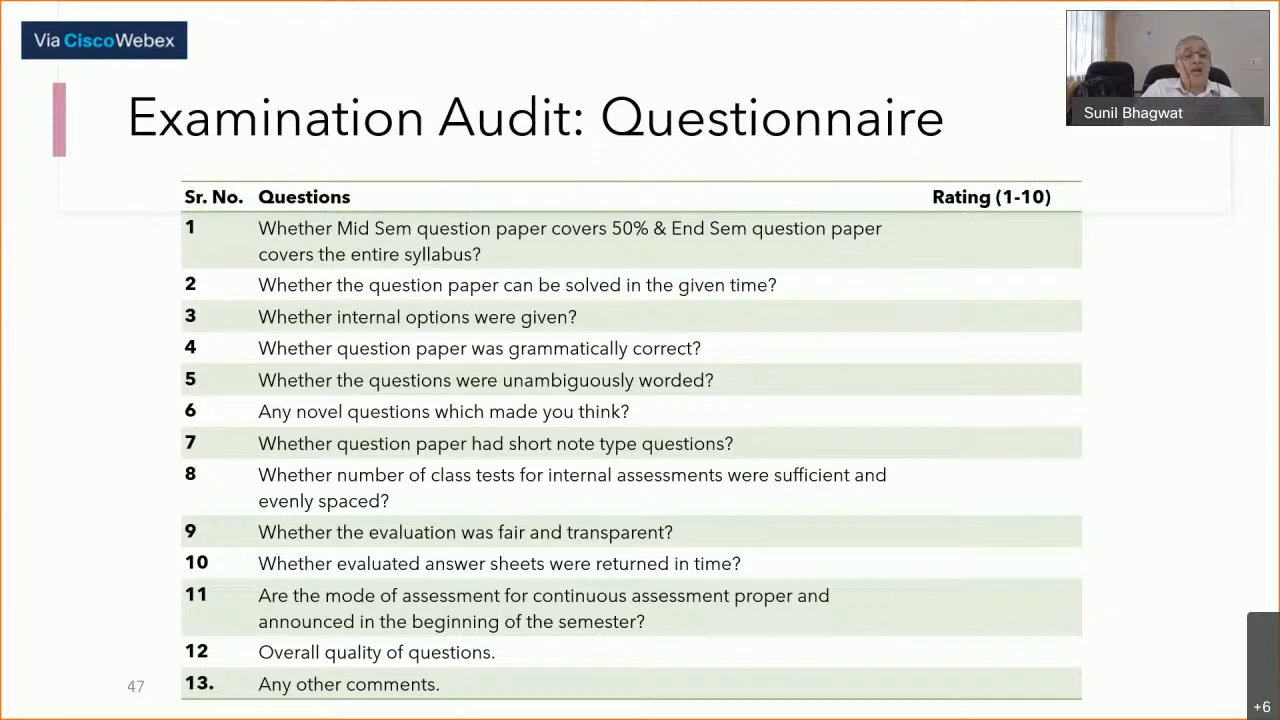 Via CiscoWebex
Sunil Bhagwat
Examination Audit: Questionnaire
Sr. No. Questions Rating (1-10)
1 Whether Mid Sem question paper covers 50% & End Sem question paper
covers the entire syllabus?
2 Whether the question paper can be solved in the given time?
3 Whether internal options were given?
4 Whether question paper was grammatically correct?
5 Whether the questions were unambiguously worded?
6 Any novel questions which made you think?
7 Whether question paper had short note type questions?
8 Whether number of class tests for internal assessments were sufficient and
evenly spaced?
9 Whether the evaluation was fair and transparent?
10 Whether evaluated answer sheets were returned in time?
11 Are the mode of assessment for continuous assessment proper and
announced in the beginning of the semester?
12 Overall quality of questions.
13. Any other comments.
47
+6